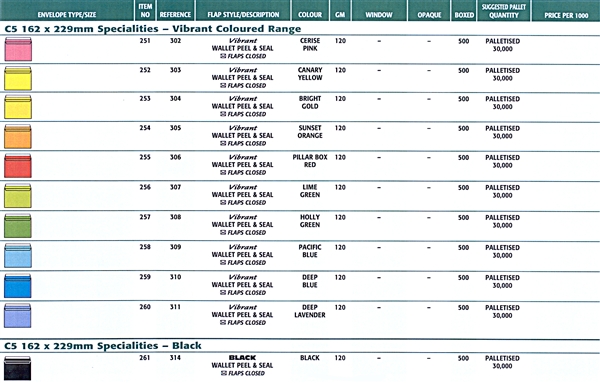 ENVELOPE TYPE/SIZE ITEM NO REFERENCE FLAP STYLE/DESCRIPTION COLOUR GM WINDOW OPAQUE BOXED SUGGESTED PALLET QUANTITY PRICE PER 1000
C5 162 x 229mm Specialities – Vibrant Coloured Range
251 302 Vibrant CERISE 120 – – 500 PALLETISED
WALLET PEEL & SEAL PINK 30,000
FLAPS CLOSED
252 303 Vibrant CANARY 120 – – 500 PALLETISED
WALLET PEEL & SEAL YELLOW 30,000
FLAPS CLOSED
253 304 Vibrant BRIGHT 120 – – 500 PALLETISED
WALLET PEEL & SEAL GOLD 30,000
FLAPS CLOSED
254 305 Vibrant SUNSET 120 – – 500 PALLETISED
WALLET PEEL & SEAL ORANGE 30,000
FLAPS CLOSED
255 306 Vibrant PILLAR BOX 120 – – 500 PALLETISED
WALLET PEEL & SEAL RED 30,000
FLAPS CLOSED
256 307 Vibrant LIME 120 – – 500 PALLETISED
WALLET PEEL & SEAL GREEN 30,000
FLAPS CLOSED
257 308 Vibrant HOLLY 120 – – 500 PALLETISED
WALLET PEEL & SEAL GREEN 30,000
FLAPS CLOSED
258 309 Vibrant PACIFIC 120 – – 500 PALLETISED
WALLET PEEL & SEAL BLUE 30,000
FLAPS CLOSED
259 310 Vibrant DEEP 120 – – 500 PALLETISED
WALLET PEEL & SEAL BLUE 30,000
FLAPS CLOSED
260 311 Vibrant DEEP 120 – – 500 PALLETISED
WALLET PEEL & SEAL LAVENDER 30,000
FLAPS CLOSED
C5 162 x 229mm Specialities – Black
261 314 BLACK BLACK 120 – – 500 PALLETISED
WALLET PEEL & SEAL 30,000
FLAPS CLOSED